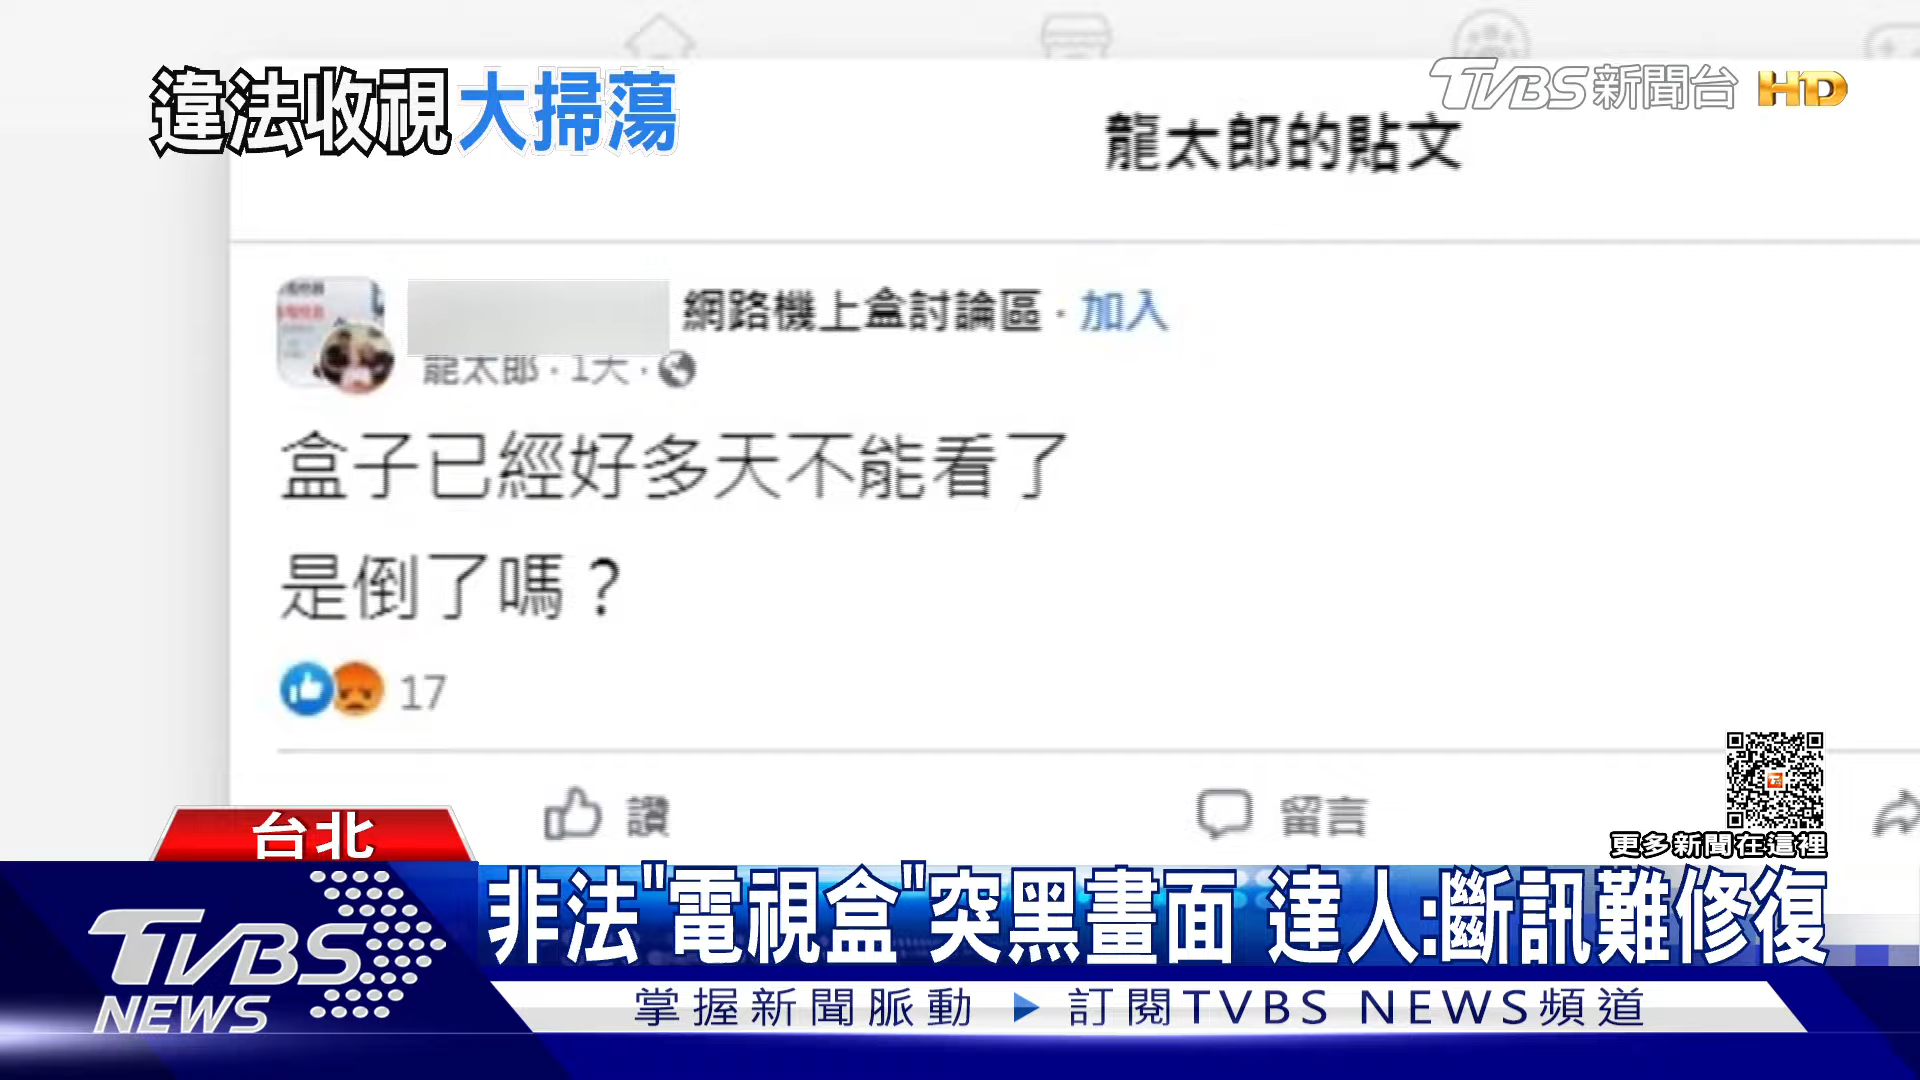 違法收視大掃蕩
TVBS新聞台 HD
龍太郎的貼文
網路機上盒討論區 · 加入
龍太郎 · 1天 ·
盒子已經好多天不能看了
是倒了嗎？
17
讚
留言
更多新聞在這裡
台北
非法"電視盒"突黑畫面 達人:斷訊難修復
TVBS
NEWS
掌握新聞脈動 ▶ 訂閱TVBS NEWS頻道